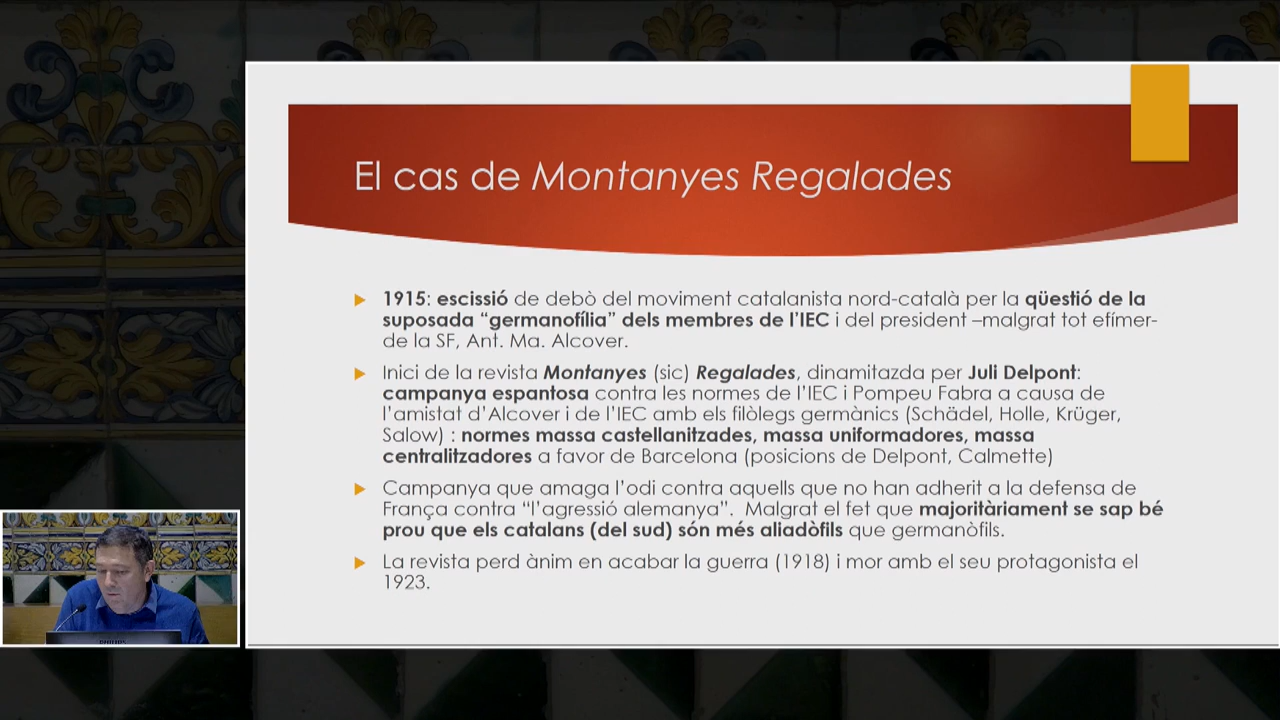 El cas de Montanyes Regalades
1915: escissió de debò del moviment catalanista nord-català per la qüestió de la
suposada “germanofília” dels membres de l’IEC i del president –malgrat tot efímer-
de la SF, Ant. Ma. Alcover.
Inici de la revista Montanyes (sic) Regalades, dinamitazda per Juli Delpont:
campanya espantosa contra les normes de l’IEC i Pompeu Fabra a causa de
l’amistat d’Alcover i de l’IEC amb els filòlegs germànics (Schädel, Holle, Krüger,
Salow) : normes massa castellanitzades, massa uniformadores, massa
centralitzadores a favor de Barcelona (posicions de Delpont, Calmette)
Campanya que amaga l’odi contra aquells que no han adherit a la defensa de
França contra “l’agressió alemanya”. Malgrat el fet que majoritàriament se sap bé
prou que els catalans (del sud) són més aliadòfils que germanòfils.
La revista perd ànim en acabar la guerra (1918) i mor amb el seu protagonista el
1923.
PHILIPS